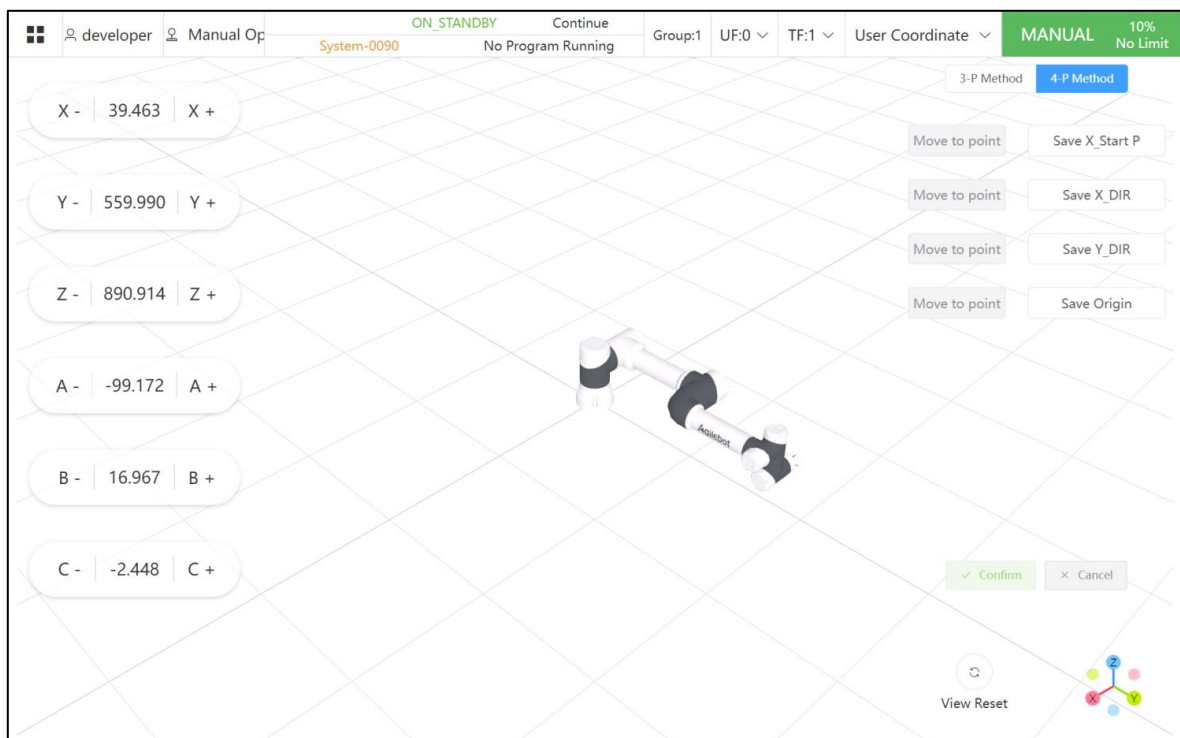 developer
Manual Op
ON_STANDBY Continue
System-0090 No Program Running
Group:1
UF:0
TF:1
User Coordinate
MANUAL
10%
No Limit
3-P Method 4-P Method
X - 39.463 X +
Move to point Save X_Start P
Y - 559.990 Y +
Move to point Save X_DIR
Move to point Save Y_DIR
Z - 890.914 Z +
Move to point Save Origin
A - -99.172 A +
Agilebot
B - 16.967 B +
C - -2.448 C +
Confirm Cancel
View Reset
Z
X
Y